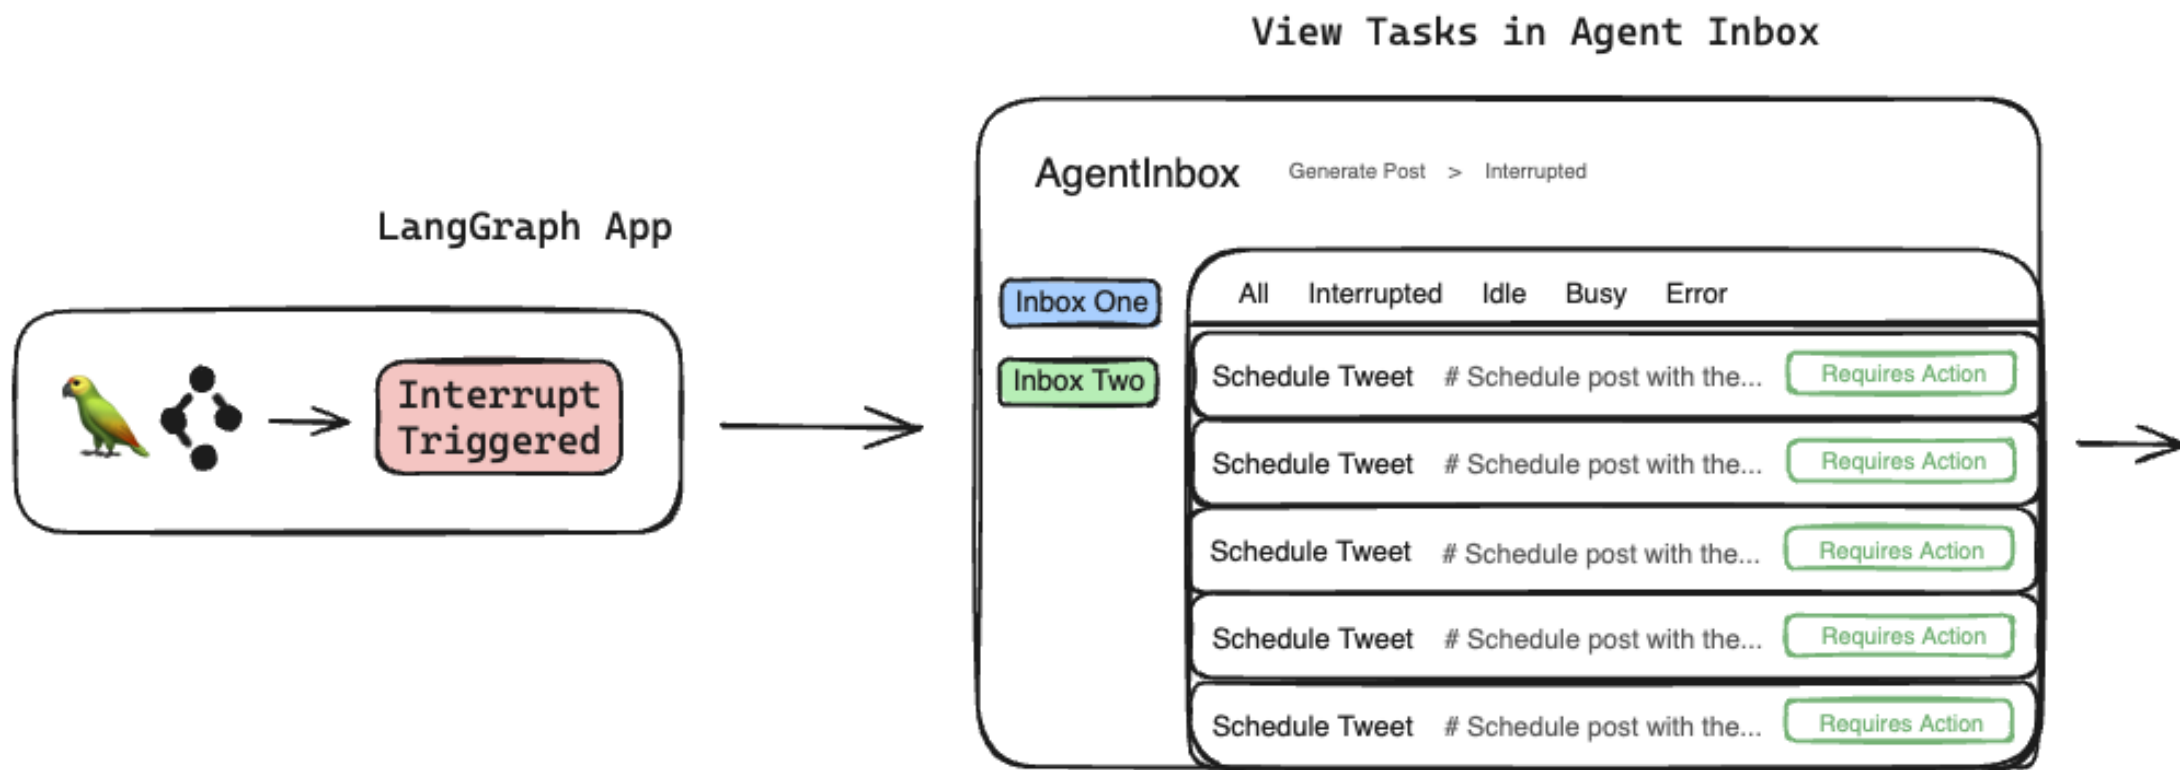 View Tasks in Agent Inbox
LangGraph App
Interrupt
Triggered
AgentInbox
Generate Post > Interrupted
Inbox One
Inbox Two
All Interrupted Idle Busy Error
Schedule Tweet # Schedule post with the... Requires Action
Schedule Tweet # Schedule post with the... Requires Action
Schedule Tweet # Schedule post with the... Requires Action
Schedule Tweet # Schedule post with the... Requires Action
Schedule Tweet # Schedule post with the... Requires Action